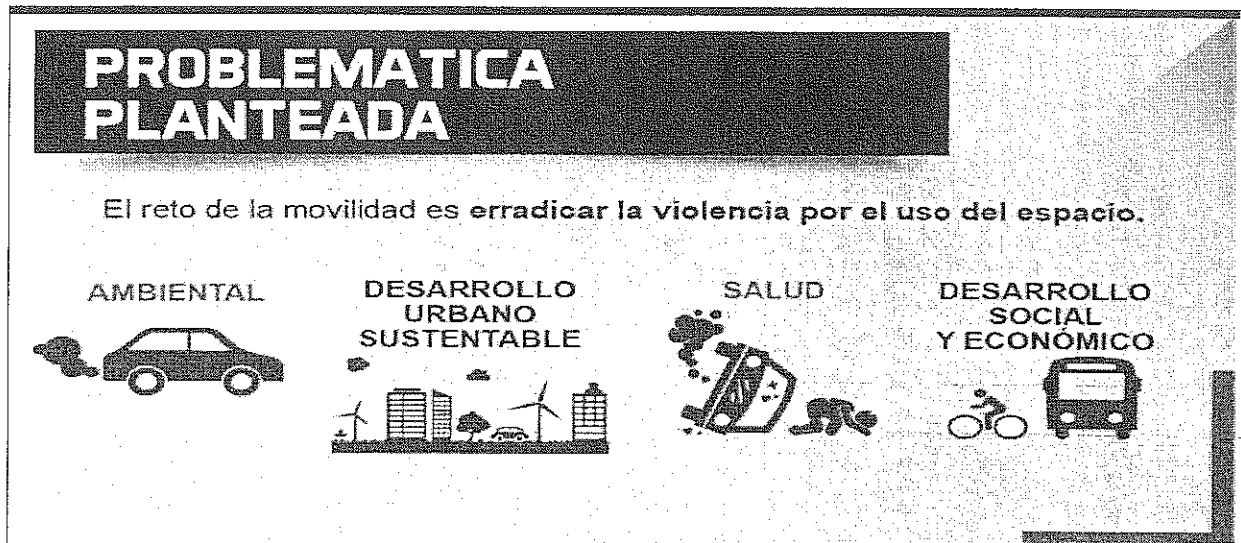 PROBLEMATICA
PLANTEADA
El reto de la movilidad es erradicar la violencia por el uso del espacio.
AMBIENTAL
DESARROLLO
URBANO
SUSTENTABLE
SALUD
DESARROLLO
SOCIAL
Y ECONÓMICO